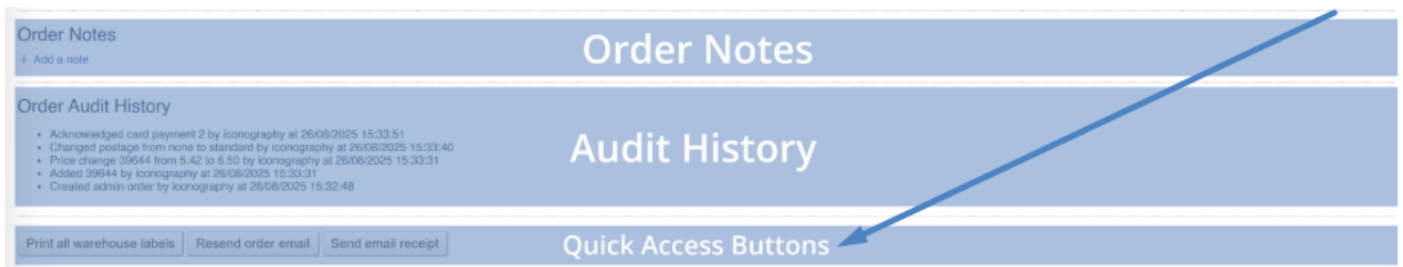 Order Notes
Order Notes
+ Add a note
Order Audit History
Audit History
• Acknowledged card payment 2 by iconography at 26/08/2025 15:33:51
• Changed postage from none to standard by iconography at 26/08/2025 15:33:40
• Price change 39644 from 5.42 to 6.50 by iconography at 26/08/2025 15:33:31
• Added 39644 by iconography at 26/08/2025 15:33:31
• Created admin order by iconography at 26/08/2025 15:32:48
Print all warehouse labels Resend order email Send email receipt Quick Access Buttons